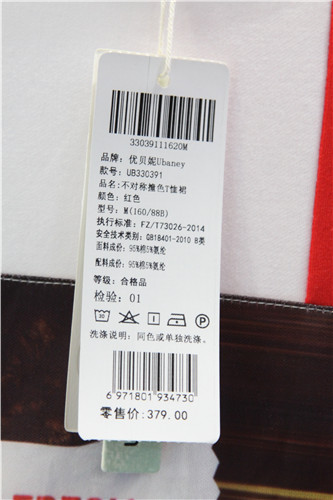 33039111620M
品牌: 优贝妮Ubaney
款号: UB330391
品名:不对称撞色T恤裙
颜色: 红色
型号: M(160/88B)
执行标准: FZ/T73026-2014
安全技术类别: GB18401-2010 B类
面料成份: 95%棉5%氨纶
配料成份: 95%棉5%氨纶
等级: 合格品
检验: 01
30 P
洗涤说明: 同色或单独洗涤.
6 971801 934730
零售价: 379.00